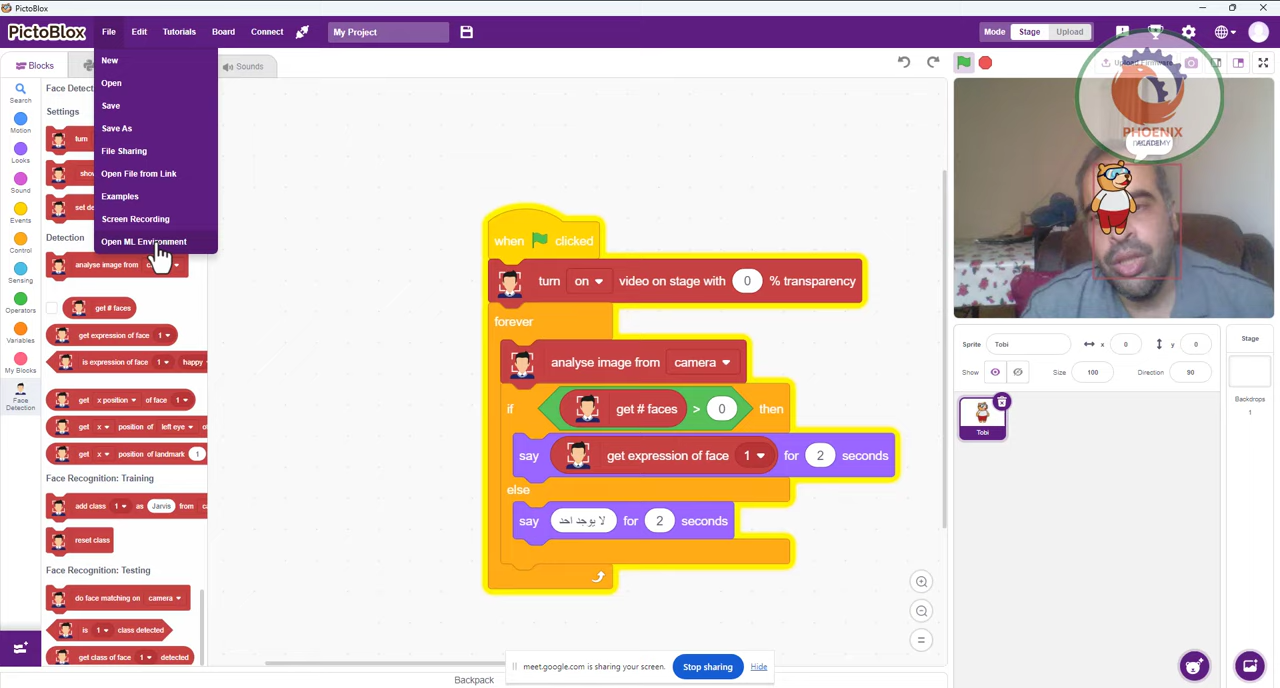 PictoBlox
PictoBlox
File
Edit
Tutorials
Board
Connect
My Project
Mode
Stage
Upload
Blocks
Sounds
Upload Firmware
New
Open
Save
Save As
File Sharing
Open File from Link
Examples
Screen Recording
Open ML Environment
Search
Motion
Looks
Sound
Events
Control
Sensing
Operators
Variables
My Blocks
Face
Detection
Face Detect
Settings
turn
show
set de
Detection
analyse image from
get # faces
get expression of face 1
is expression of face 1 happy
get x position of face 1
get x position of left eye
get x position of landmark 1
Face Recognition: Training
add class 1 as Jarvis from
reset class
Face Recognition: Testing
do face matching on camera
is 1 class detected
get class of face 1 detected
when clicked
turn on video on stage with 0 % transparency
forever
analyse image from camera
if get # faces > 0 then
say get expression of face 1 for 2 seconds
else
say لا يوجد احد for 2 seconds
PHOENIX
ACADEMY
Sprite Tobi x 0 y 0
Show Size 100 Direction 90
Tobi
Stage
Backdrops
1
meet.google.com is sharing your screen.
Stop sharing
Hide
Backpack